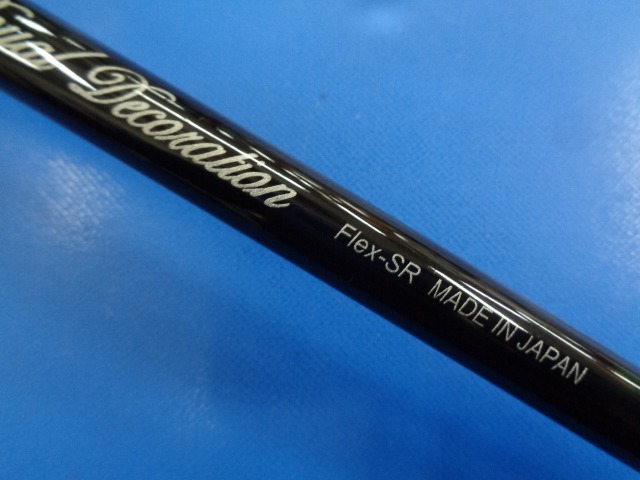 Decoration
Flex-SR MADE IN JAPAN